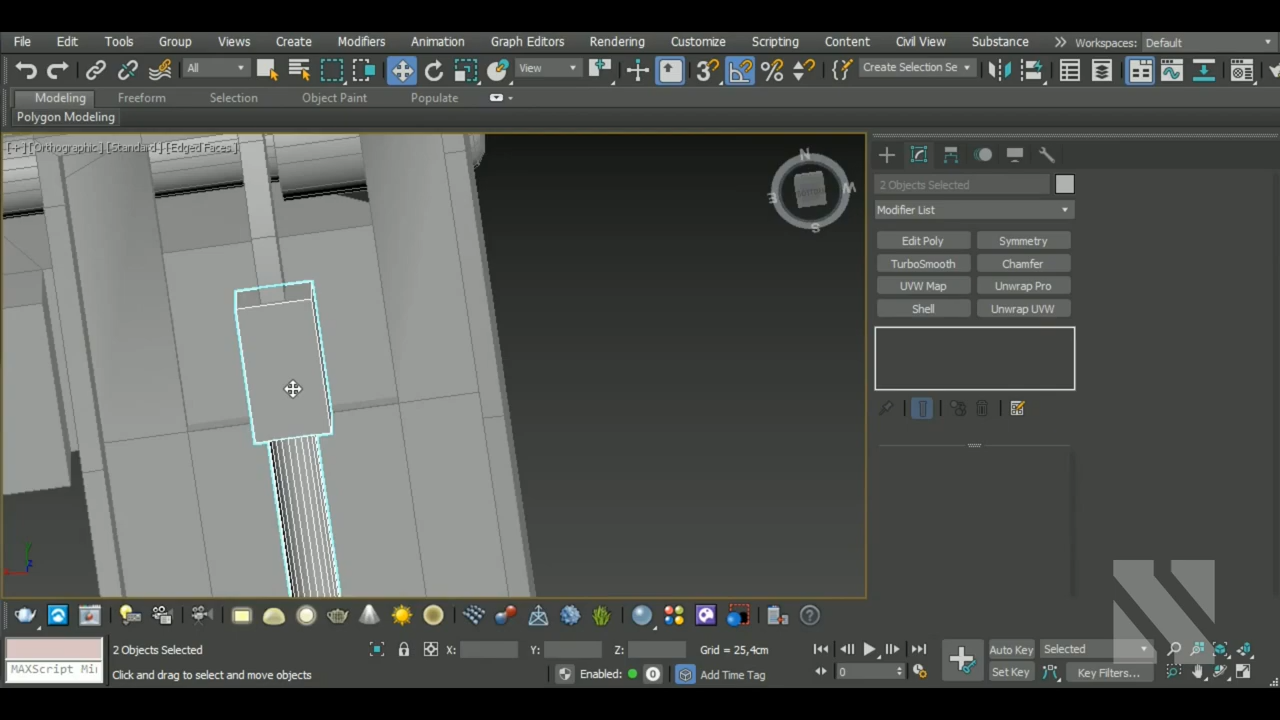 File Edit Tools Group Views Create Modifiers Animation Graph Editors Rendering Customize Scripting Content Civil View Substance Workspaces: Default
All View Create Selection Se
Modeling Freeform Selection Object Paint Populate
Polygon Modeling
[+] [Orthographic] [Standard] [Edged Faces]
N
W
E
S
2 Objects Selected
Modifier List
Edit Poly Symmetry
TurboSmooth Chamfer
UVW Map Unwrap Pro
Shell Unwrap UVW
2 Objects Selected X: Y: Z: Grid = 25,4cm Auto Key Selected
MAXScript Mi
Click and drag to select and move objects Enabled: 0 Add Time Tag 0 Set Key Key Filters...